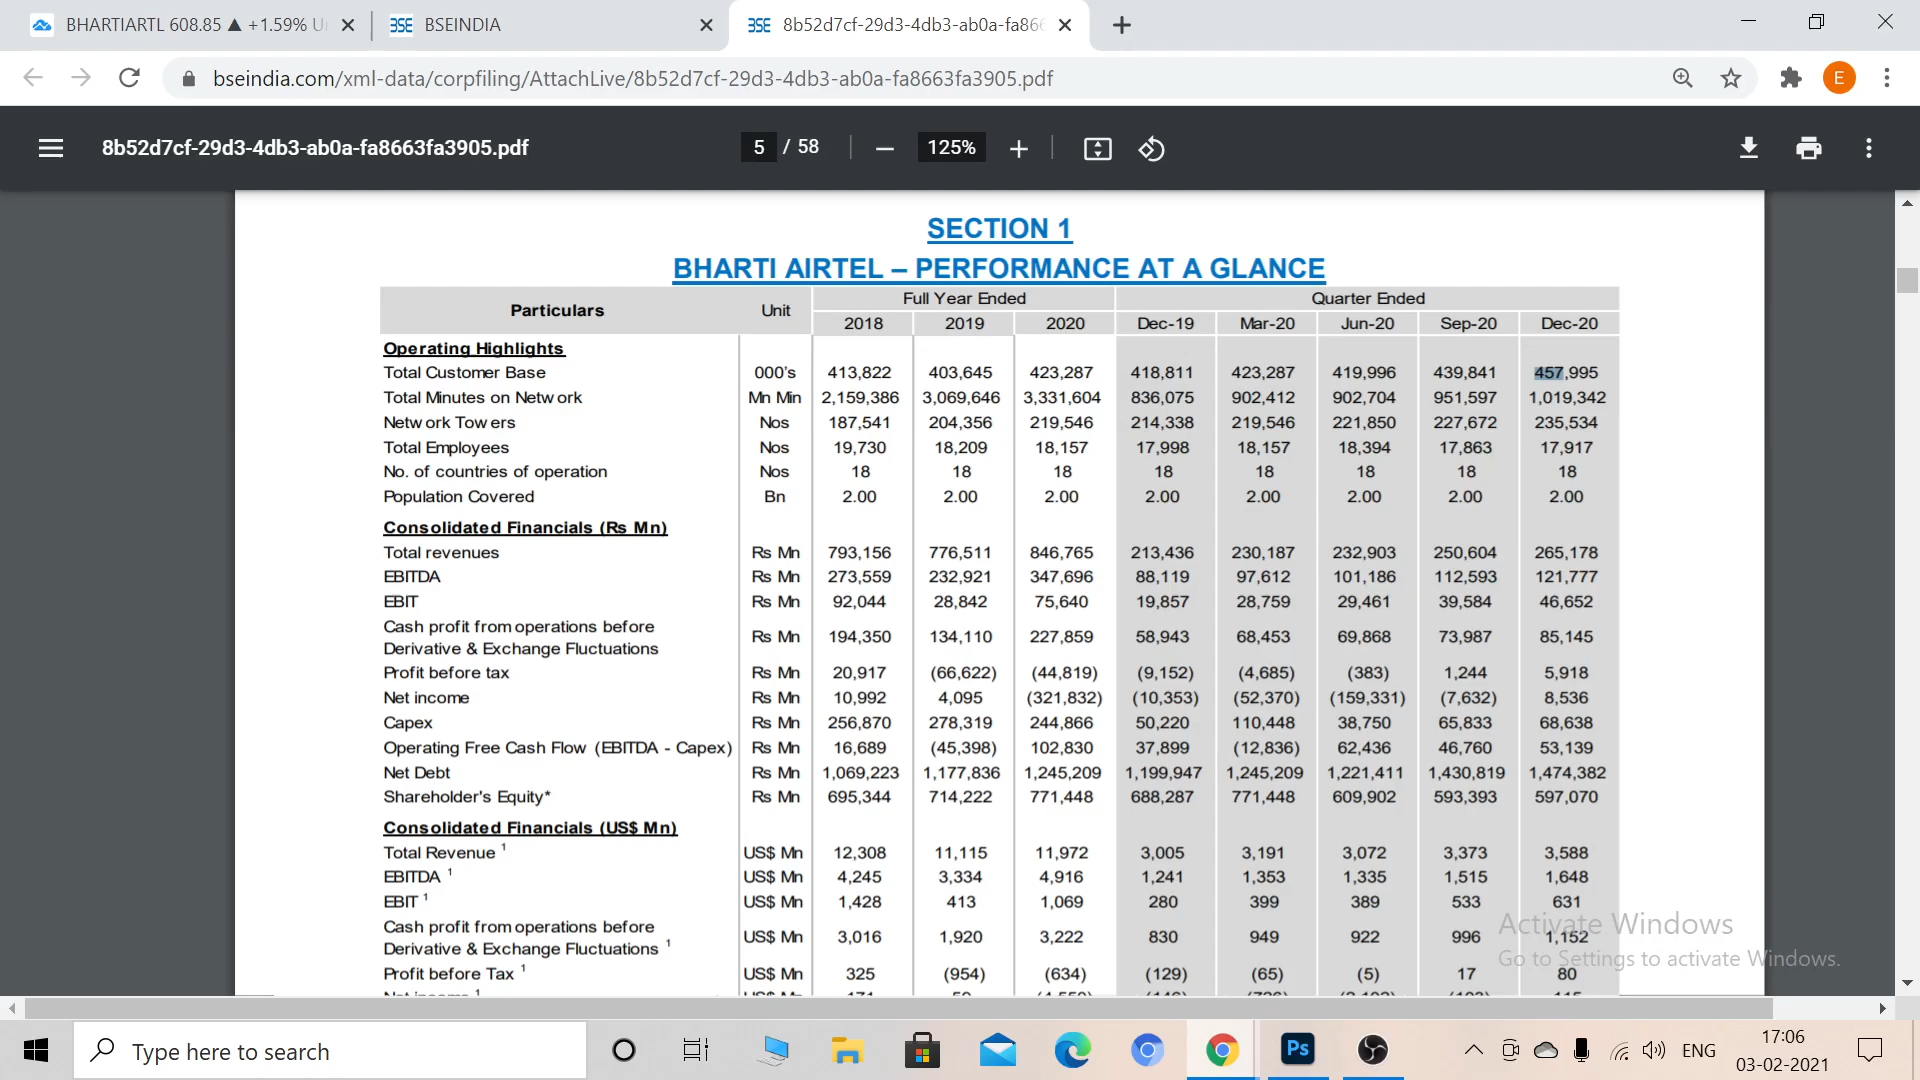 BHARTIARTL 608.85 ▲ +1.59%
BSEINDIA
8b52d7cf-29d3-4db3-ab0a-fa866
bseindia.com/xml-data/corpfiling/AttachLive/8b52d7cf-29d3-4db3-ab0a-fa8663fa3905.pdf
E
8b52d7cf-29d3-4db3-ab0a-fa8663fa3905.pdf 5 / 58 125%
SECTION 1
BHARTI AIRTEL – PERFORMANCE AT A GLANCE
Particulars Unit Full Year Ended Quarter Ended
2018 2019 2020 Dec-19 Mar-20 Jun-20 Sep-20 Dec-20
Operating Highlights
Total Customer Base 000's 413,822 403,645 423,287 418,811 423,287 419,996 439,841 457,995
Total Minutes on Network Mn Min 2,159,386 3,069,646 3,331,604 836,075 902,412 902,704 951,597 1,019,342
Network Towers Nos 187,541 204,356 219,546 214,338 219,546 221,850 227,672 235,534
Total Employees Nos 19,730 18,209 18,157 17,998 18,157 18,394 17,863 17,917
No. of countries of operation Nos 18 18 18 18 18 18 18 18
Population Covered Bn 2.00 2.00 2.00 2.00 2.00 2.00 2.00 2.00
Consolidated Financials (Rs Mn)
Total revenues Rs Mn 793,156 776,511 846,765 213,436 230,187 232,903 250,604 265,178
EBITDA Rs Mn 273,559 232,921 347,696 88,119 97,612 101,186 112,593 121,777
EBIT Rs Mn 92,044 28,842 75,640 19,857 28,759 29,461 39,584 46,652
Cash profit from operations before
Derivative & Exchange Fluctuations Rs Mn 194,350 134,110 227,859 58,943 68,453 69,868 73,987 85,145
Profit before tax Rs Mn 20,917 (66,622) (44,819) (9,152) (4,685) (383) 1,244 5,918
Net income Rs Mn 10,992 4,095 (321,832) (10,353) (52,370) (159,331) (7,632) 8,536
Capex Rs Mn 256,870 278,319 244,866 50,220 110,448 38,750 65,833 68,638
Operating Free Cash Flow (EBITDA - Capex) Rs Mn 16,689 (45,398) 102,830 37,899 (12,836) 62,436 46,760 53,139
Net Debt Rs Mn 1,069,223 1,177,836 1,245,209 1,199,947 1,245,209 1,221,411 1,430,819 1,474,382
Shareholder's Equity* Rs Mn 695,344 714,222 771,448 688,287 771,448 609,902 593,393 597,070
Consolidated Financials (US$ Mn)
Total Revenue ¹ US$ Mn 12,308 11,115 11,972 3,005 3,191 3,072 3,373 3,588
EBITDA ¹ US$ Mn 4,245 3,334 4,916 1,241 1,353 1,335 1,515 1,648
EBIT ¹ US$ Mn 1,428 413 1,069 280 399 389 533 631
Cash profit from operations before
Derivative & Exchange Fluctuations ¹ US$ Mn 3,016 1,920 3,222 830 949 922 996 1,152
Profit before Tax ¹ US$ Mn 325 (954) (634) (129) (65) (5) 17 80
Activate Windows
Go to Settings to activate Windows.
Type here to search
Ps
ENG
17:06
03-02-2021